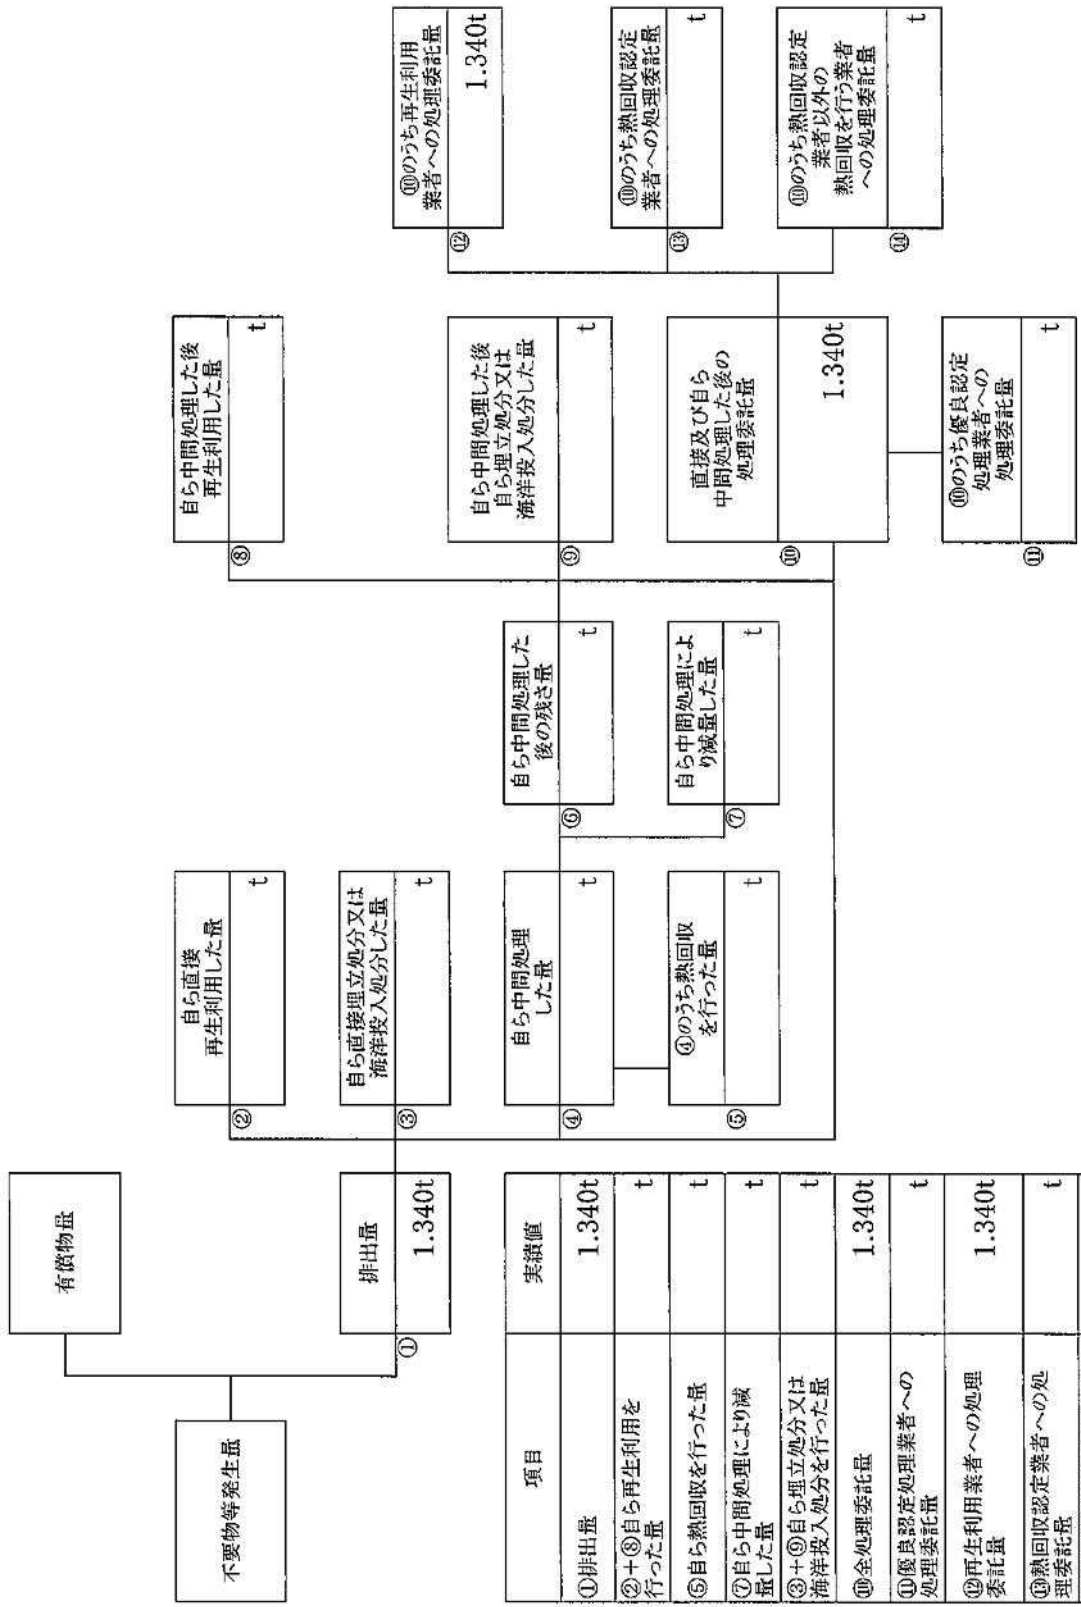 不要物等発生量
有償物量
排出量
①
1.340t
自ら直接
再生利用した量
②
t
自ら直接埋立処分又は
海洋投入処分した量
③
t
自ら中間処理
した量
④
t
④のうち熱回収
を行った量
⑤
t
自ら中間処理した
後の残さ量
⑥
t
自ら中間処理によ
り減量した量
⑦
t
自ら中間処理した後
再生利用した量
⑧
t
自ら中間処理した後
自ら埋立処分又は
海洋投入処分した量
⑨
t
直接及び自ら
中間処理した後の
処理委託量
⑩
1.340t
⑩のうち優良認定
処理業者への
処理委託量
⑪
t
⑩のうち再生利用
業者への処理委託量
⑫
1.340t
⑩のうち熱回収認定
業者への処理委託量
⑬
t
⑩のうち熱回収認定
業者以外の
熱回収を行う業者
への処理委託量
⑭
t
項目
実績値
①排出量
1.340t
②+⑧自ら再生利用を
行った量
t
⑤自ら熱回収を行った量
t
⑦自ら中間処理により減
量した量
t
③+⑨自ら埋立処分又は
海洋投入処分を行った量
t
⑩全処理委託量
1.340t
⑪優良認定処理業者への
処理委託量
t
⑫再生利用業者への処理
委託量
1.340t
⑬熱回収認定業者への処
理委託量
t